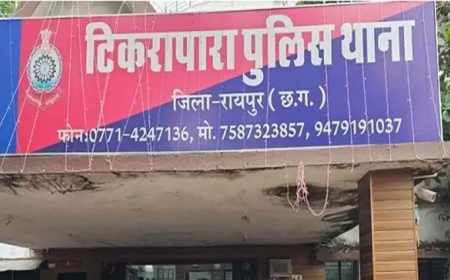 टिकरापारा पुलिस थाना
जिला-रायपुर ( छ.ग. )
फोन:0771-4247136, मो. 7587323857, 9479191037